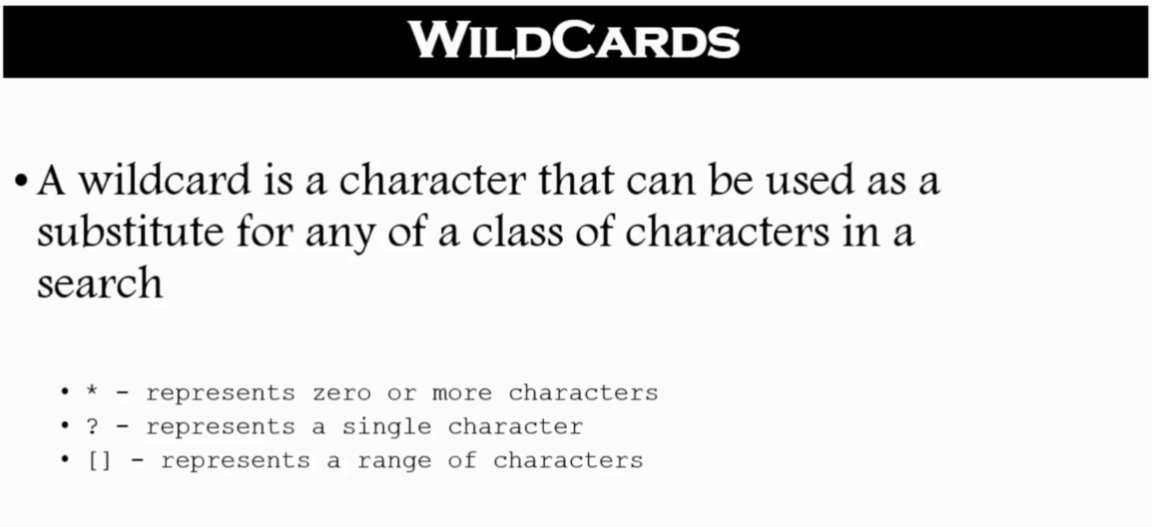 WILDCARDS
• A wildcard is a character that can be used as a
substitute for any of a class of characters in a
search
• * – represents zero or more characters
• ? – represents a single character
• [] – represents a range of characters